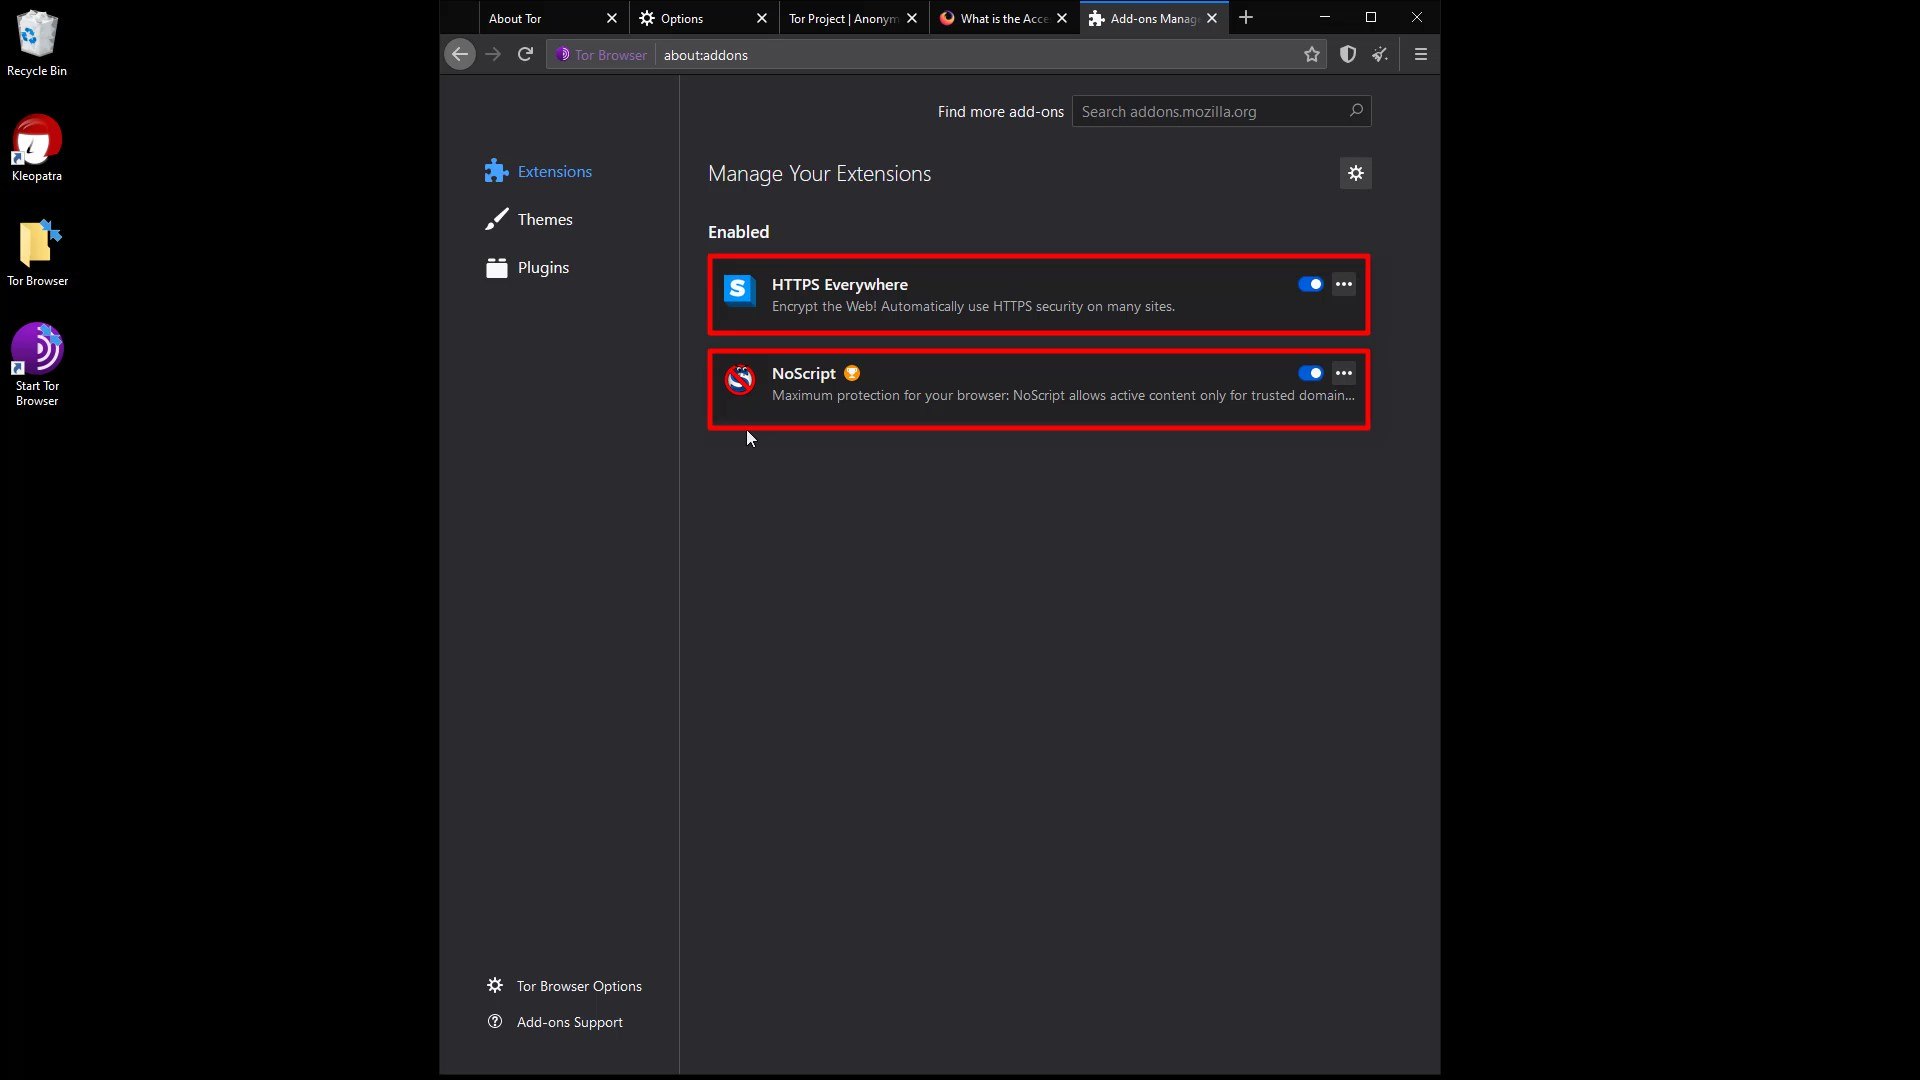 Recycle Bin
Kleopatra
Tor Browser
Start Tor
Browser
About Tor
Options
Tor Project | Anonym
What is the Acce
Add-ons Manag
Tor Browser
about:addons
Find more add-ons
Search addons.mozilla.org
Extensions
Themes
Plugins
Manage Your Extensions
Enabled
HTTPS Everywhere
Encrypt the Web! Automatically use HTTPS security on many sites.
NoScript
Maximum protection for your browser: NoScript allows active content only for trusted domain...
Tor Browser Options
Add-ons Support